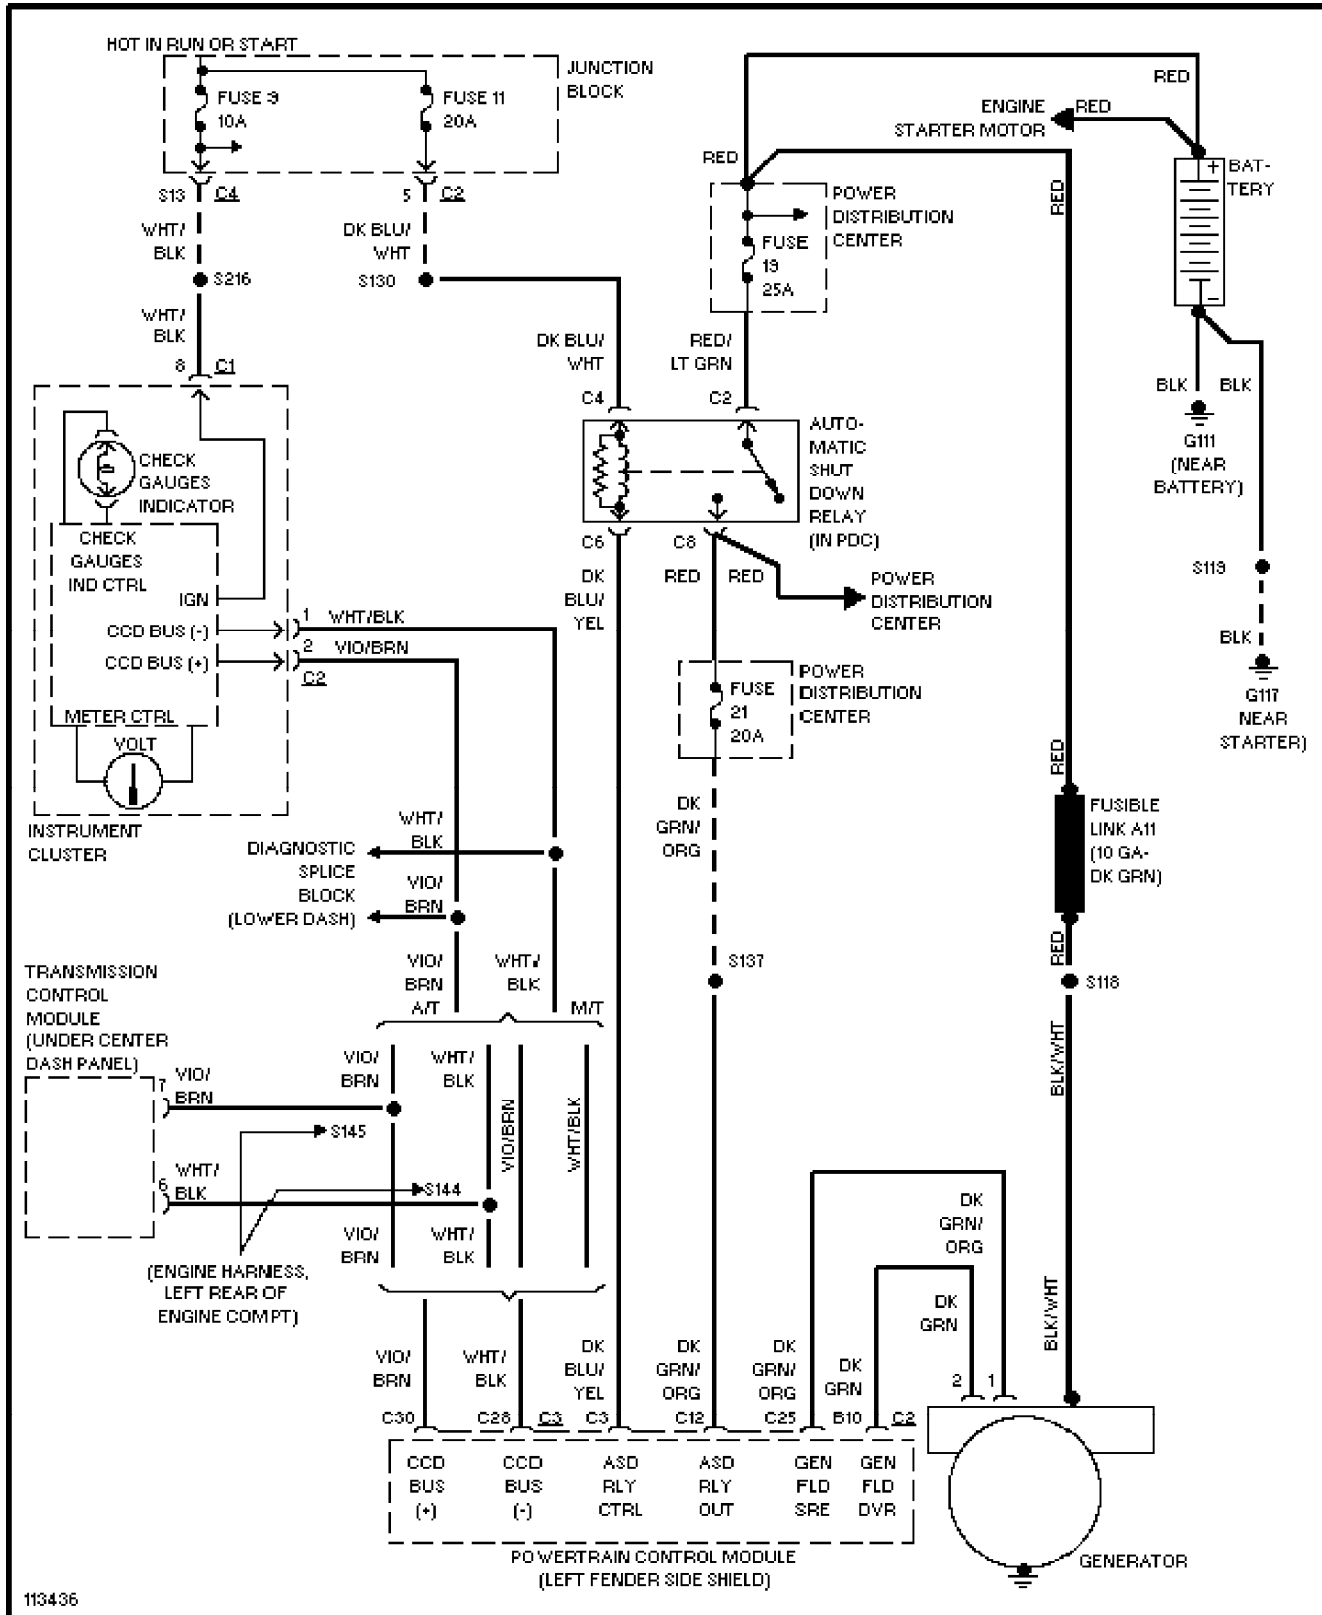 HOT IN RUN OR START
JUNCTION
BLOCK
FUSE 9
10A
FUSE 11
20A
S13
C4
5
C2
WHT/
BLK
DK BLU/
WHT
S216
S130
WHT/
BLK
8
C1
RED
ENGINE
STARTER MOTOR
RED
RED
RED
BAT-
TERY
+
−
POWER
DISTRIBUTION
CENTER
FUSE
19
25A
DK BLU/
WHT
RED/
LT GRN
C4
C2
BLK
BLK
G111
(NEAR
BATTERY)
AUTO-
MATIC
SHUT
DOWN
RELAY
(IN PDC)
C6
C8
CHECK
GAUGES
INDICATOR
CHECK
GAUGES
IND CTRL
IGN
CCD BUS (-)
CCD BUS (+)
METER CTRL
VOLT
1
WHT/BLK
2
VIO/BRN
C2
INSTRUMENT
CLUSTER
DK
BLU/
YEL
RED
RED
POWER
DISTRIBUTION
CENTER
S119
BLK
G117
NEAR
STARTER)
POWER
DISTRIBUTION
CENTER
FUSE
21
20A
RED
FUSIBLE
LINK A11
(10 GA-
DK GRN)
RED
S118
DK
GRN/
ORG
S137
DIAGNOSTIC
SPLICE
BLOCK
(LOWER DASH)
WHT/
BLK
VIO/
BRN
VIO/
BRN
A/T
WHT/
BLK
M/T
TRANSMISSION
CONTROL
MODULE
(UNDER CENTER
DASH PANEL)
7
VIO/
BRN
VIO/
BRN
WHT/
BLK
VIO/BRN
WHT/BLK
S145
6
WHT/
BLK
S144
VIO/
BRN
WHT/
BLK
(ENGINE HARNESS,
LEFT REAR OF
ENGINE COMPT)
BLK/WHT
DK
GRN/
ORG
DK
GRN
BLK/WHT
2
1
VIO/
BRN
WHT/
BLK
DK
BLU/
YEL
DK
GRN/
ORG
DK
GRN/
ORG
DK
GRN
C30
C28
C3
C3
C12
C25
B10
C2
CCD
BUS
(+)
CCD
BUS
(-)
ASD
RLY
CTRL
ASD
RLY
OUT
GEN
FLD
SRE
GEN
FLD
DVR
POWERTRAIN CONTROL MODULE
(LEFT FENDER SIDE SHIELD)
GENERATOR
113436